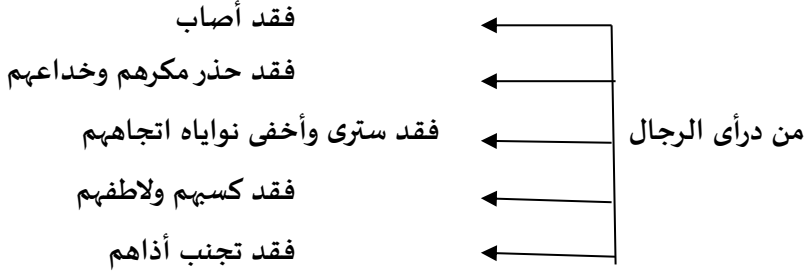 فقد أصاب
فقد حذر مكرهم وخداعهم
من درأى الرجال
فقد سترى وأخفى نواياه اتجاههم
فقد كسبهم ولاطفهم
فقد تجنب أذاهم